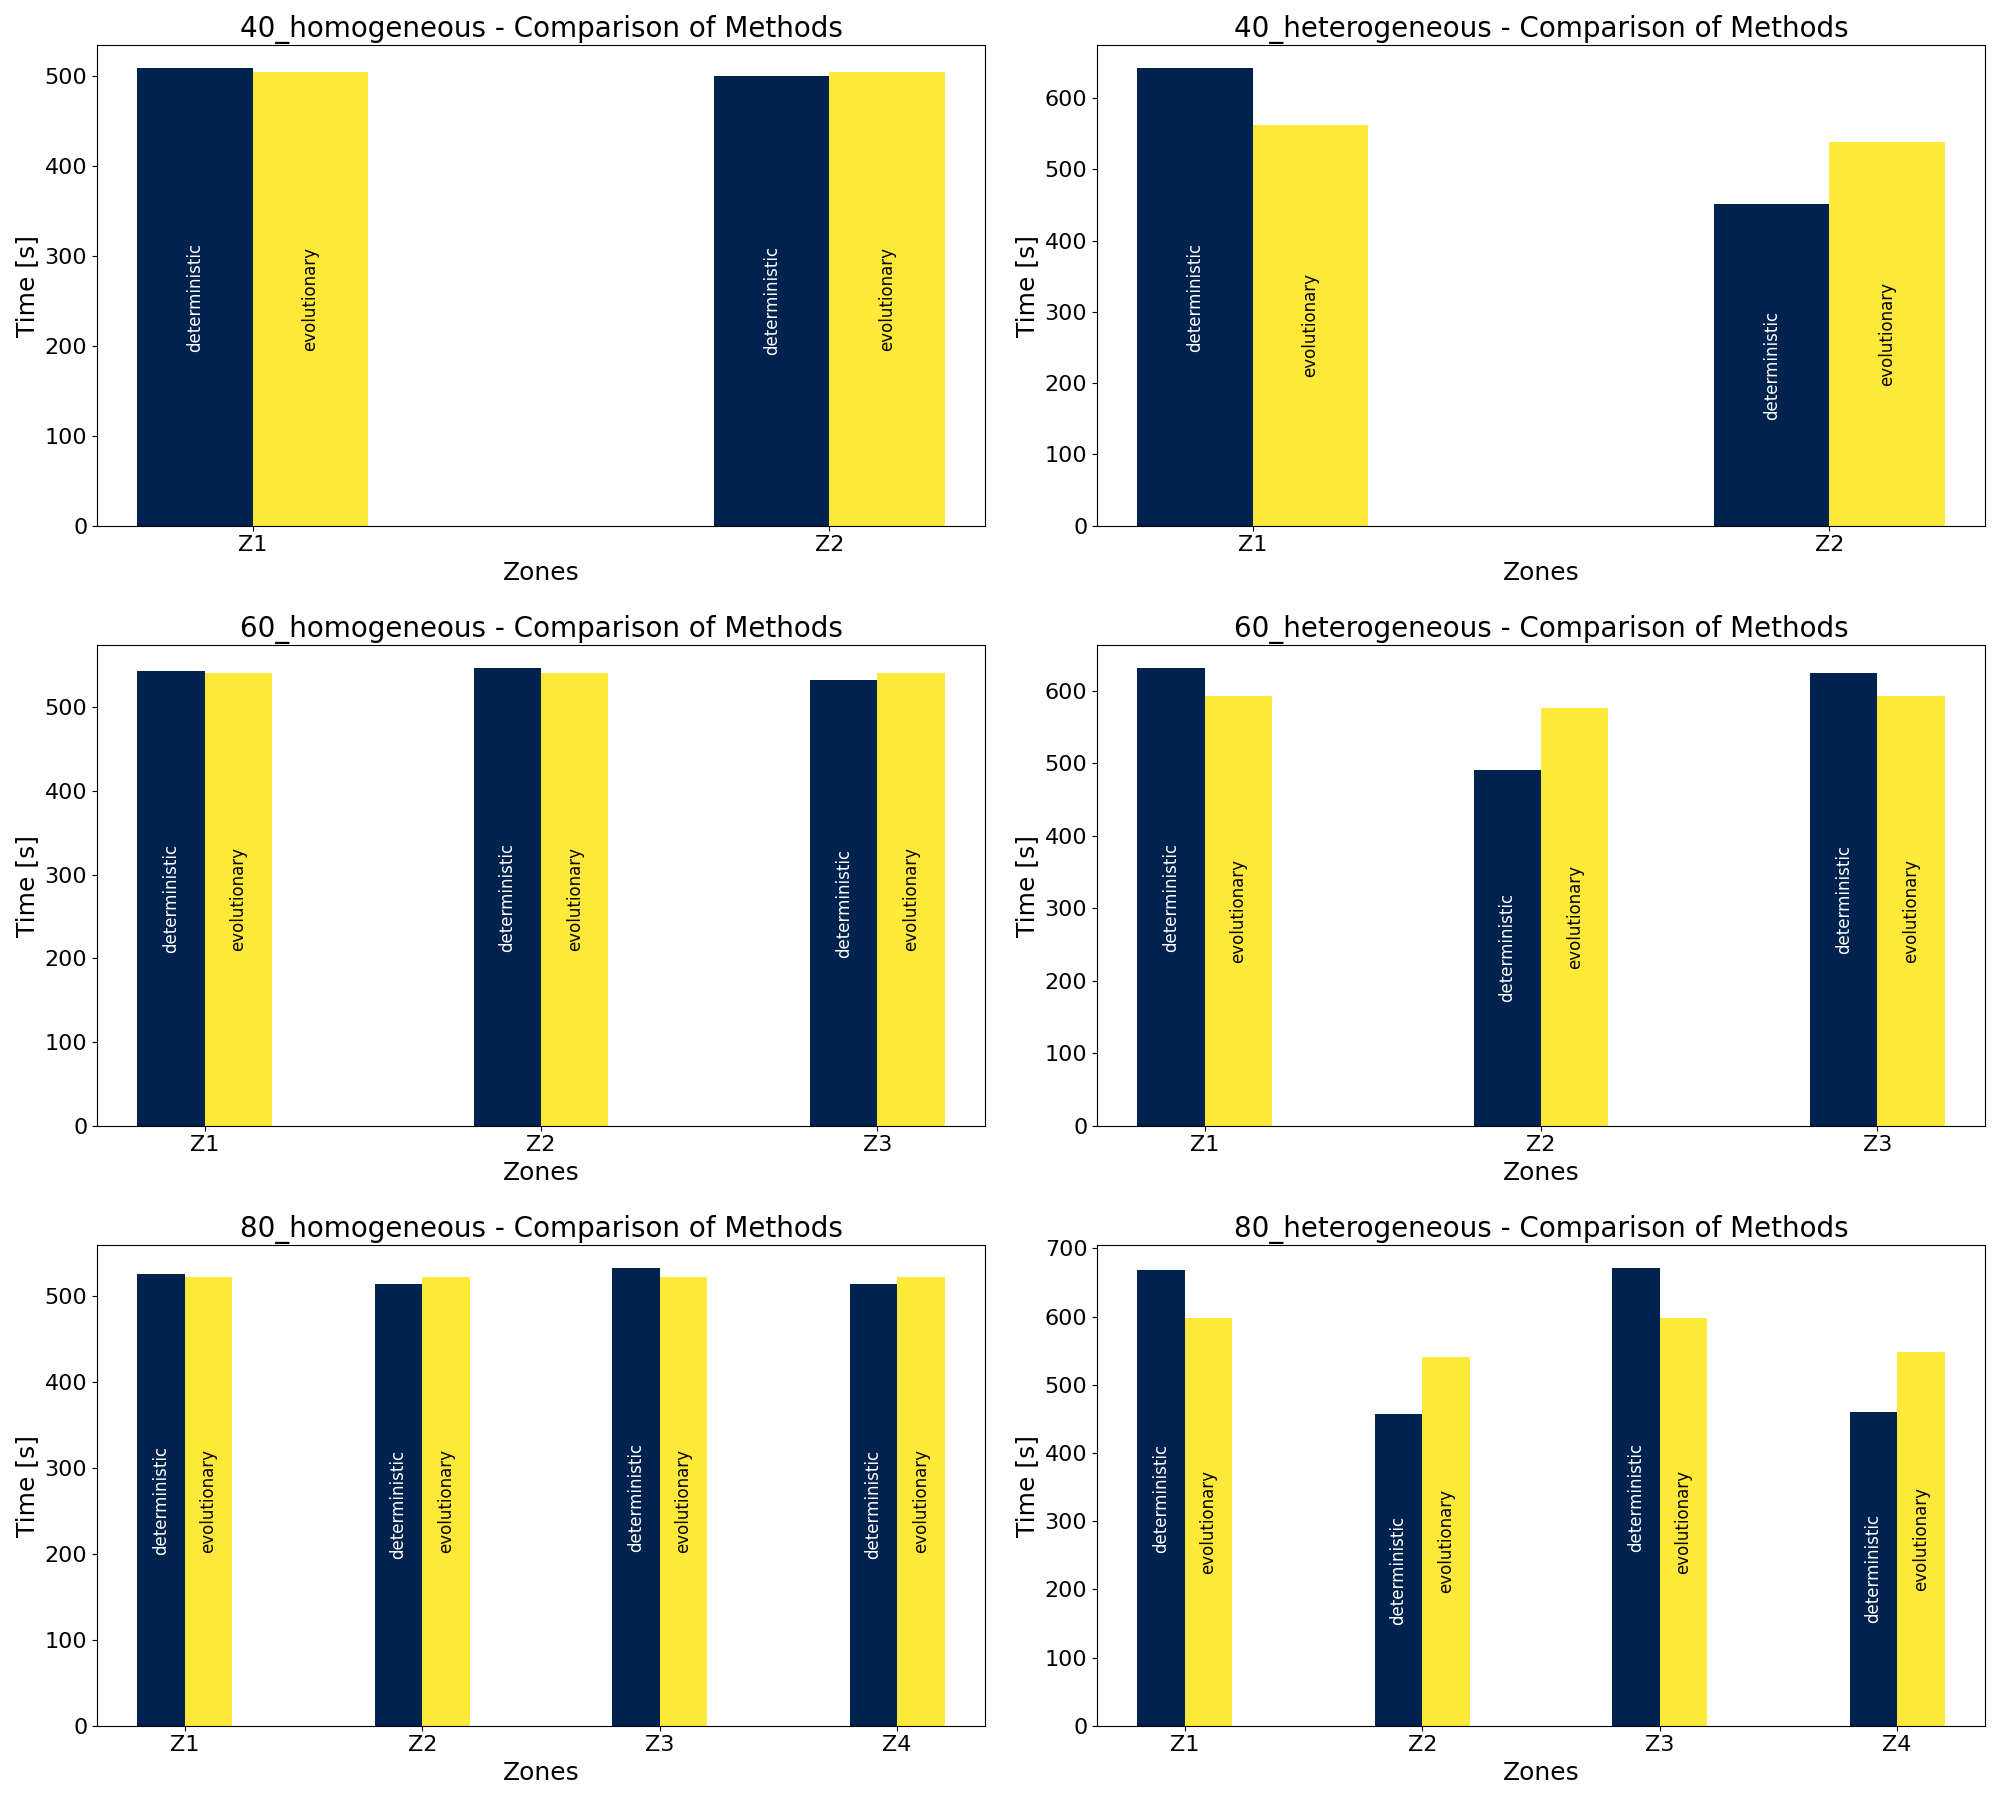 40_homogeneous - Comparison of Methods
Time [s]
500
400
300
200
100
0
deterministic
evolutionary
deterministic
evolutionary
Z1
Z2
Zones
40_heterogeneous - Comparison of Methods
Time [s]
600
500
400
300
200
100
0
deterministic
evolutionary
deterministic
evolutionary
Z1
Z2
Zones
60_homogeneous - Comparison of Methods
Time [s]
500
400
300
200
100
0
deterministic
evolutionary
deterministic
evolutionary
deterministic
evolutionary
Z1
Z2
Z3
Zones
60_heterogeneous - Comparison of Methods
Time [s]
600
500
400
300
200
100
0
deterministic
evolutionary
deterministic
evolutionary
deterministic
evolutionary
Z1
Z2
Z3
Zones
80_homogeneous - Comparison of Methods
Time [s]
500
400
300
200
100
0
deterministic
evolutionary
deterministic
evolutionary
deterministic
evolutionary
deterministic
evolutionary
Z1
Z2
Z3
Z4
Zones
80_heterogeneous - Comparison of Methods
Time [s]
700
600
500
400
300
200
100
0
deterministic
evolutionary
deterministic
evolutionary
deterministic
evolutionary
deterministic
evolutionary
Z1
Z2
Z3
Z4
Zones